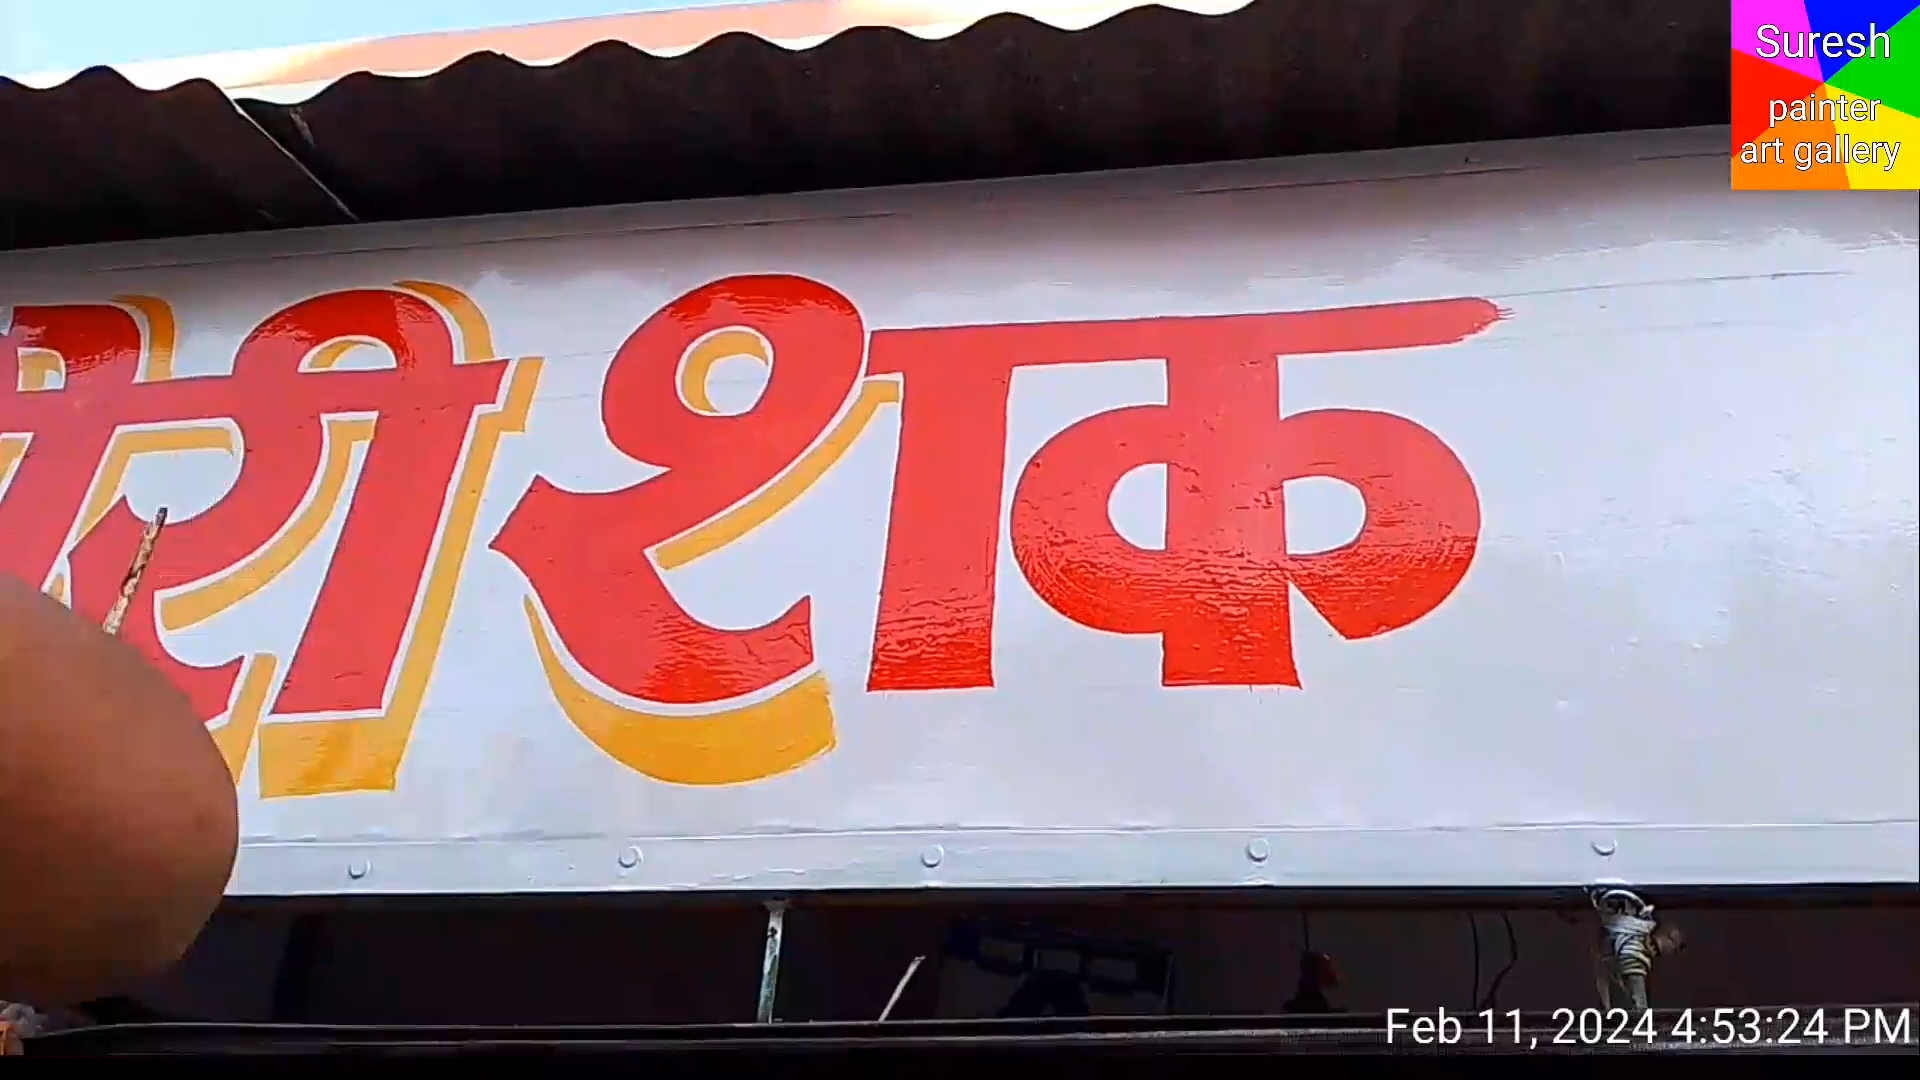 Suresh
painter
art gallery
री शक
Feb 11, 2024 4:53:24 PM